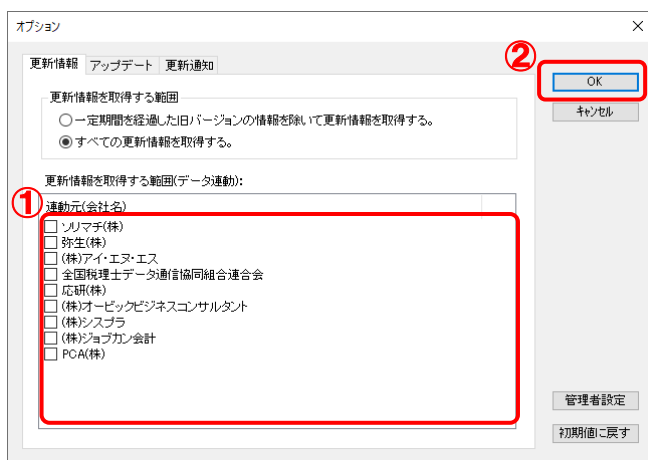 オプション
更新情報 アップデート 更新通知
②
OK
キャンセル
更新情報を取得する範囲
一定期間を経過した旧バージョンの情報を除いて更新情報を取得する。
すべての更新情報を取得する。
更新情報を取得する範囲(データ連動):
①
連動元(会社名)
ソリマチ(株)
弥生(株)
(株)アイ・エヌ・エス
全国税理士データ通信協同組合連合会
応研(株)
(株)オービックビジネスコンサルタント
(株)シスプラ
(株)ジョブカン会計
PCA(株)
管理者設定
初期値に戻す